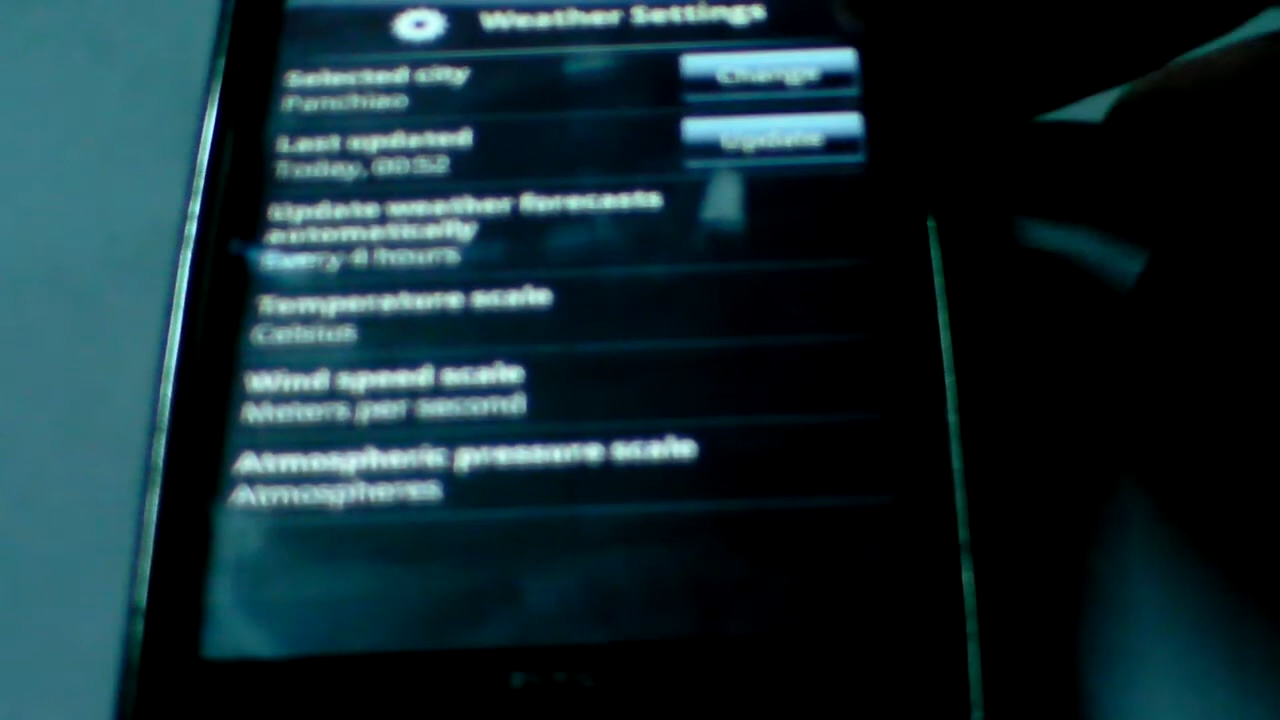 Weather Settings
Selected city
Change
Panchiao
Last updated
Update
Today, 00:52
Update weather forecasts
automatically
Every 4 hours
Temperature scale
Celsius
Wind speed scale
Meters per second
Atmospheric pressure scale
Atmospheres